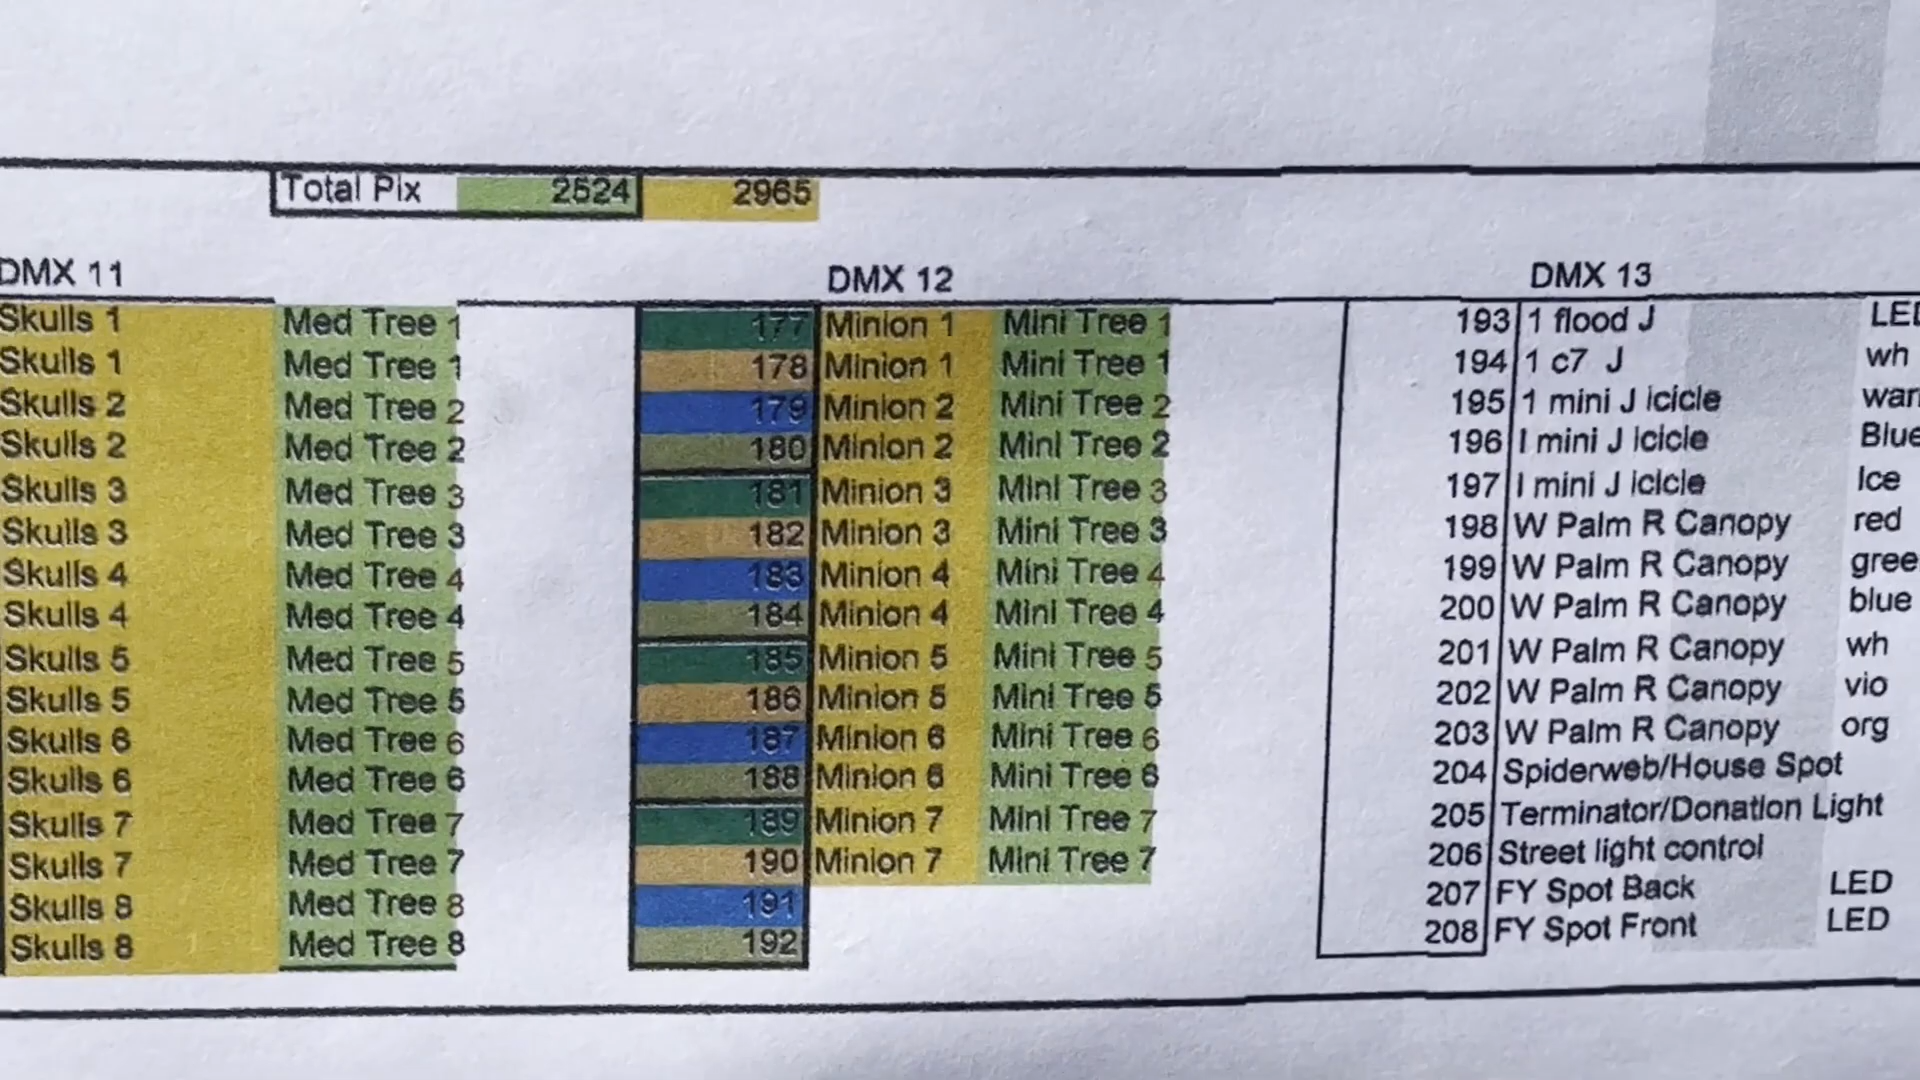 Total Pix 2524 2965
DMX 11 DMX 12 DMX 13
Skulls 1 Med Tree 1 177 Minion 1 Mini Tree 1 193 1 flood J LED
Skulls 1 Med Tree 1 178 Minion 1 Mini Tree 1 194 1 c7 J wh
Skulls 2 Med Tree 2 179 Minion 2 Mini Tree 2 195 1 mini J icicle
Skulls 2 Med Tree 2 180 Minion 2 Mini Tree 2 196 I mini J icicle Blue
Skulls 3 Med Tree 3 181 Minion 3 Mini Tree 3 197 I mini J icicle Ice
Skulls 3 Med Tree 3 182 Minion 3 Mini Tree 3 198 W Palm R Canopy red
Skulls 4 Med Tree 4 183 Minion 4 Mini Tree 4 199 W Palm R Canopy gree
Skulls 4 Med Tree 4 184 Minion 4 Mini Tree 4 200 W Palm R Canopy blue
Skulls 5 Med Tree 5 185 Minion 5 Mini Tree 5 201 W Palm R Canopy wh
Skulls 5 Med Tree 5 186 Minion 5 Mini Tree 5 202 W Palm R Canopy vio
Skulls 6 Med Tree 6 187 Minion 6 Mini Tree 6 203 W Palm R Canopy org
Skulls 6 Med Tree 6 188 Minion 6 Mini Tree 6 204 Spiderweb/House Spot
Skulls 7 Med Tree 7 189 Minion 7 Mini Tree 7 205 Terminator/Donation Light
Skulls 7 Med Tree 7 190 Minion 7 Mini Tree 7 206 Street light control
Skulls 8 Med Tree 8 191 207 FY Spot Back LED
Skulls 8 Med Tree 8 192 208 FY Spot Front LED